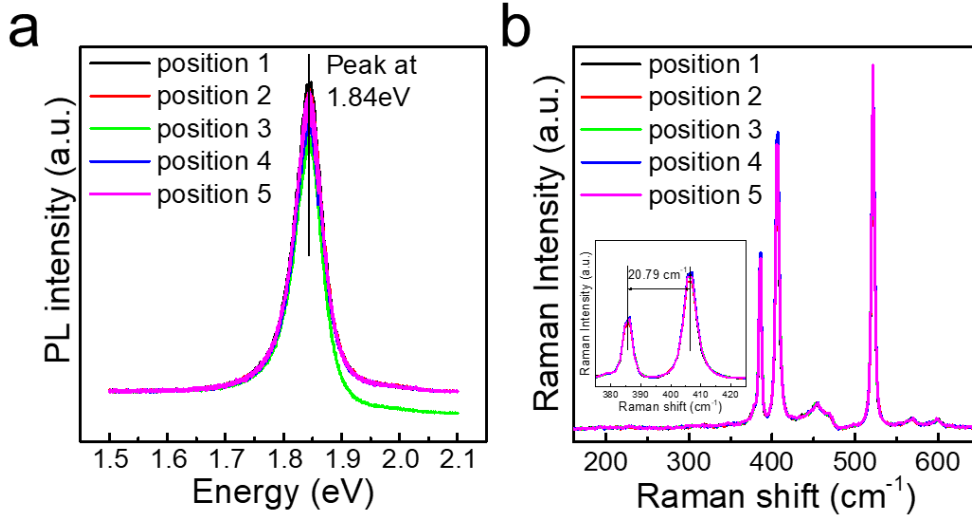 a
PL intensity (a.u.)
position 1
position 2
position 3
position 4
position 5
Peak at
1.84eV
1.5 1.6 1.7 1.8 1.9 2.0 2.1
Energy (eV)
b
Raman Intensity (a.u.)
position 1
position 2
position 3
position 4
position 5
Raman Intensity (a.u.)
20.79 cm⁻¹
380 390 400 410 420
Raman shift (cm⁻¹)
200 300 400 500 600
Raman shift (cm⁻¹)